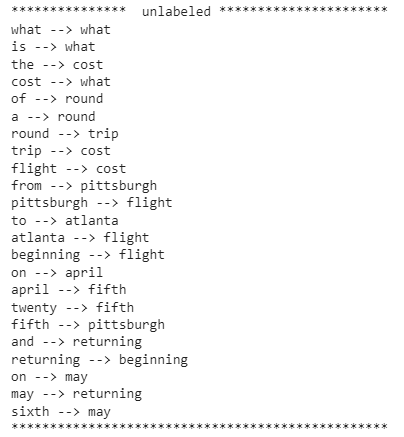 *************** unlabeled **********************
what --> what
is --> what
the --> cost
cost --> what
of --> round
a --> round
round --> trip
trip --> cost
flight --> cost
from --> pittsburgh
pittsburgh --> flight
to --> atlanta
atlanta --> flight
beginning --> flight
on --> april
april --> fifth
twenty --> fifth
fifth --> pittsburgh
and --> returning
returning --> beginning
on --> may
may --> returning
sixth --> may
*************************************************